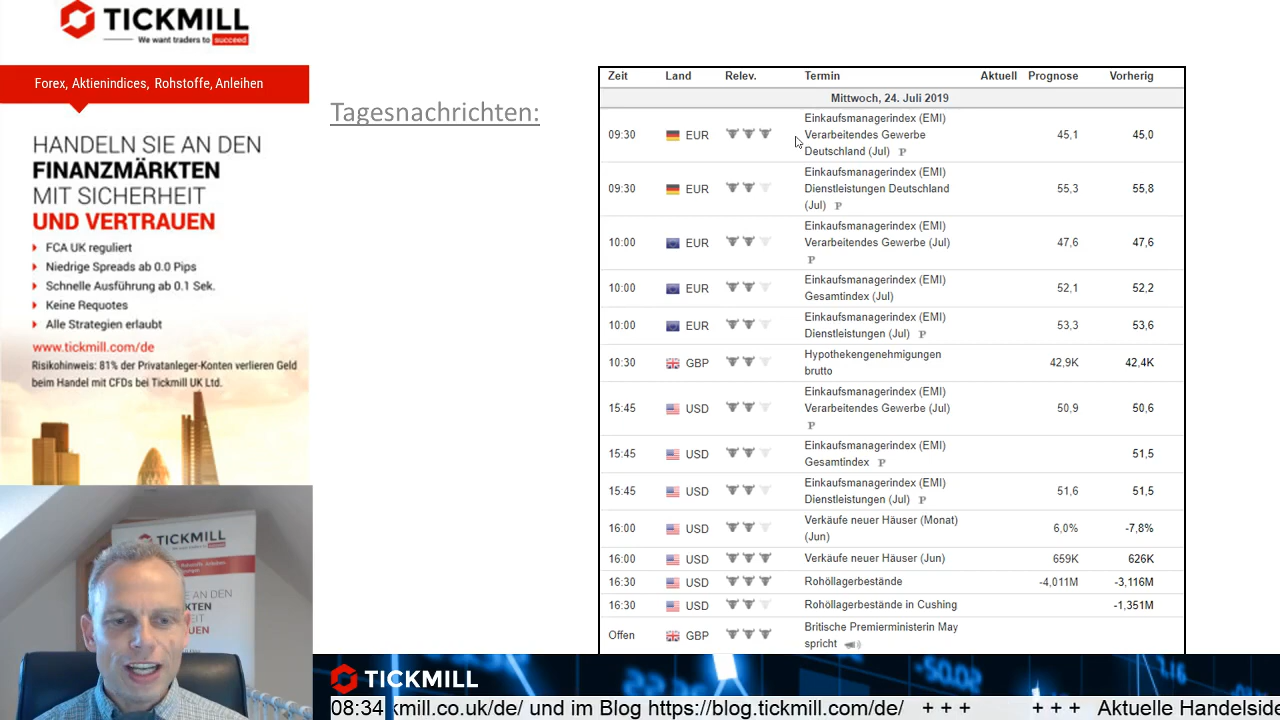 TICKMILL
We want traders to succeed
Forex, Aktienindices, Rohstoffe, Anleihen
HANDELN SIE AN DEN
FINANZMÄRKTEN
MIT SICHERHEIT
UND VERTRAUEN
FCA UK reguliert
Niedrige Spreads ab 0.0 Pips
Schnelle Ausführung ab 0.1 Sek.
Keine Requotes
Alle Strategien erlaubt
www.tickmill.com/de
Risikohinweis: 81% der Privatanleger-Konten verlieren Geld
beim Handel mit CFDs bei Tickmill UK Ltd.
Tagesnachrichten:
Zeit Land Relev. Termin Aktuell Prognose Vorherig
Mittwoch, 24. Juli 2019
Einkaufsmanagerindex (EMI)
09:30 EUR Verarbeitendes Gewerbe 45,1 45,0
Deutschland (Jul) P
Einkaufsmanagerindex (EMI)
09:30 EUR Dienstleistungen Deutschland 55,3 55,8
(Jul) P
Einkaufsmanagerindex (EMI)
10:00 EUR Verarbeitendes Gewerbe (Jul) 47,6 47,6
P
Einkaufsmanagerindex (EMI)
10:00 EUR 52,1 52,2
Gesamtindex (Jul)
Einkaufsmanagerindex (EMI)
10:00 EUR 53,3 53,6
Dienstleistungen (Jul) P
Hypothekengenehmigungen
10:30 GBP 42,9K 42,4K
brutto
Einkaufsmanagerindex (EMI)
15:45 USD Verarbeitendes Gewerbe (Jul) 50,9 50,6
P
Einkaufsmanagerindex (EMI)
15:45 USD 51,5
Gesamtindex P
Einkaufsmanagerindex (EMI)
15:45 USD 51,6 51,5
Dienstleistungen (Jul) P
Verkäufe neuer Häuser (Monat)
16:00 USD 6,0% -7,8%
(Jun)
16:00 USD Verkäufe neuer Häuser (Jun) 659K 626K
16:30 USD Rohöllagerbestände -4,011M -3,116M
16:30 USD Rohöllagerbestände in Cushing -1,351M
Britische Premierministerin May
Offen GBP
spricht
TICKMILL
We want traders to succeed
TICKMILL
08:34 kmill.co.uk/de/ und im Blog https://blog.tickmill.com/de/ +++ +++ Aktuelle Handelside